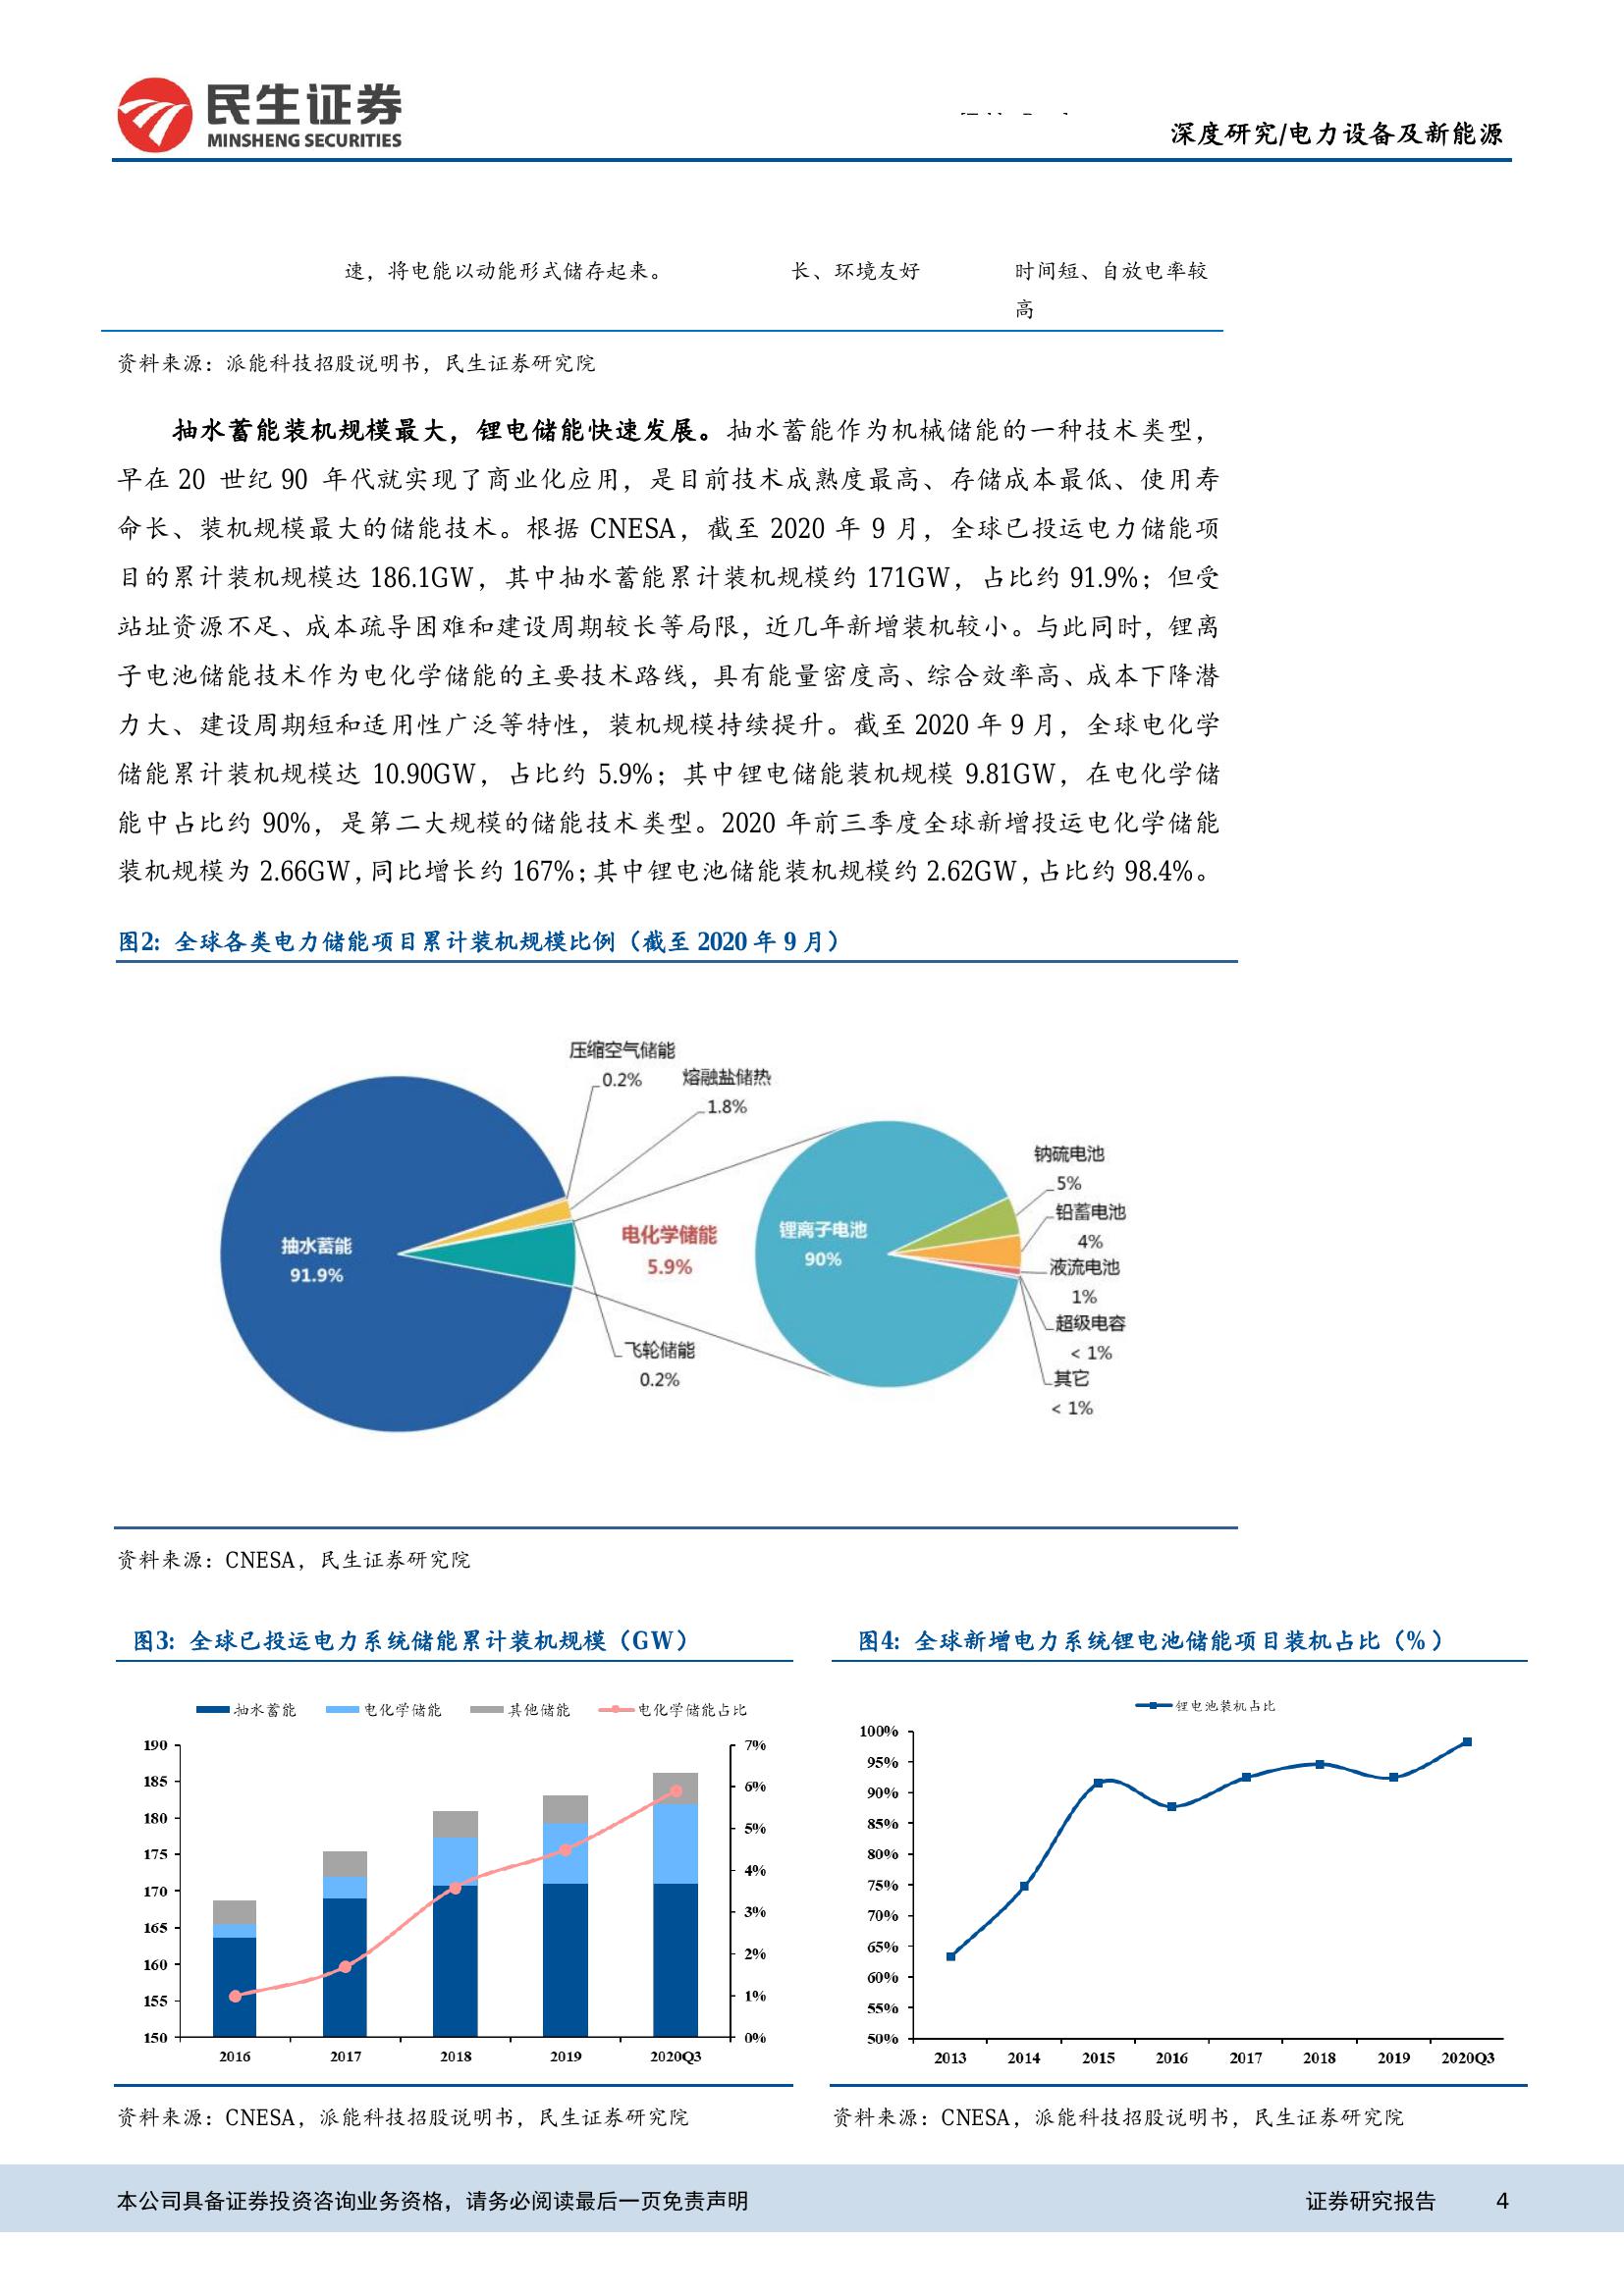 民生证券
MINSHENG SECURITIES
深度研究/电力设备及新能源
速，将电能以动能形式储存起来。 长、环境友好 时间短、自放电率较
高
资料来源：派能科技招股说明书，民生证券研究院
抽水蓄能装机规模最大，锂电储能快速发展。抽水蓄能作为机械储能的一种技术类型，
早在 20 世纪 90 年代就实现了商业化应用，是目前技术成熟度最高、存储成本最低、使用寿
命长、装机规模最大的储能技术。根据 CNESA，截至 2020 年 9 月，全球已投运电力储能项
目的累计装机规模达 186.1GW，其中抽水蓄能累计装机规模约 171GW，占比约 91.9%；但受
站址资源不足、成本疏导困难和建设周期较长等局限，近几年新增装机较小。与此同时，锂离
子电池储能技术作为电化学储能的主要技术路线，具有能量密度高、综合效率高、成本下降潜
力大、建设周期短和适用性广泛等特性，装机规模持续提升。截至 2020 年 9 月，全球电化学
储能累计装机规模达 10.90GW，占比约 5.9%；其中锂电储能装机规模 9.81GW，在电化学储
能中占比约 90%，是第二大规模的储能技术类型。2020 年前三季度全球新增投运电化学储能
装机规模为 2.66GW，同比增长约 167%；其中锂电池储能装机规模约 2.62GW，占比约 98.4%。
图2: 全球各类电力储能项目累计装机规模比例（截至 2020 年 9 月）
压缩空气储能
0.2%
熔融盐储热
1.8%
抽水蓄能
91.9%
电化学储能
5.9%
飞轮储能
0.2%
锂离子电池
90%
钠硫电池
5%
铅蓄电池
4%
液流电池
1%
超级电容
< 1%
其它
< 1%
资料来源：CNESA，民生证券研究院
图3: 全球已投运电力系统储能累计装机规模（GW）
抽水蓄能 电化学储能 其他储能 电化学储能占比
190
185
180
175
170
165
160
155
150
7%
6%
5%
4%
3%
2%
1%
0%
2016 2017 2018 2019 2020Q3
资料来源：CNESA，派能科技招股说明书，民生证券研究院
图4: 全球新增电力系统锂电池储能项目装机占比（%）
锂电池装机占比
100%
95%
90%
85%
80%
75%
70%
65%
60%
55%
50%
2013 2014 2015 2016 2017 2018 2019 2020Q3
资料来源：CNESA，派能科技招股说明书，民生证券研究院
本公司具备证券投资咨询业务资格，请务必阅读最后一页免责声明 证券研究报告 4